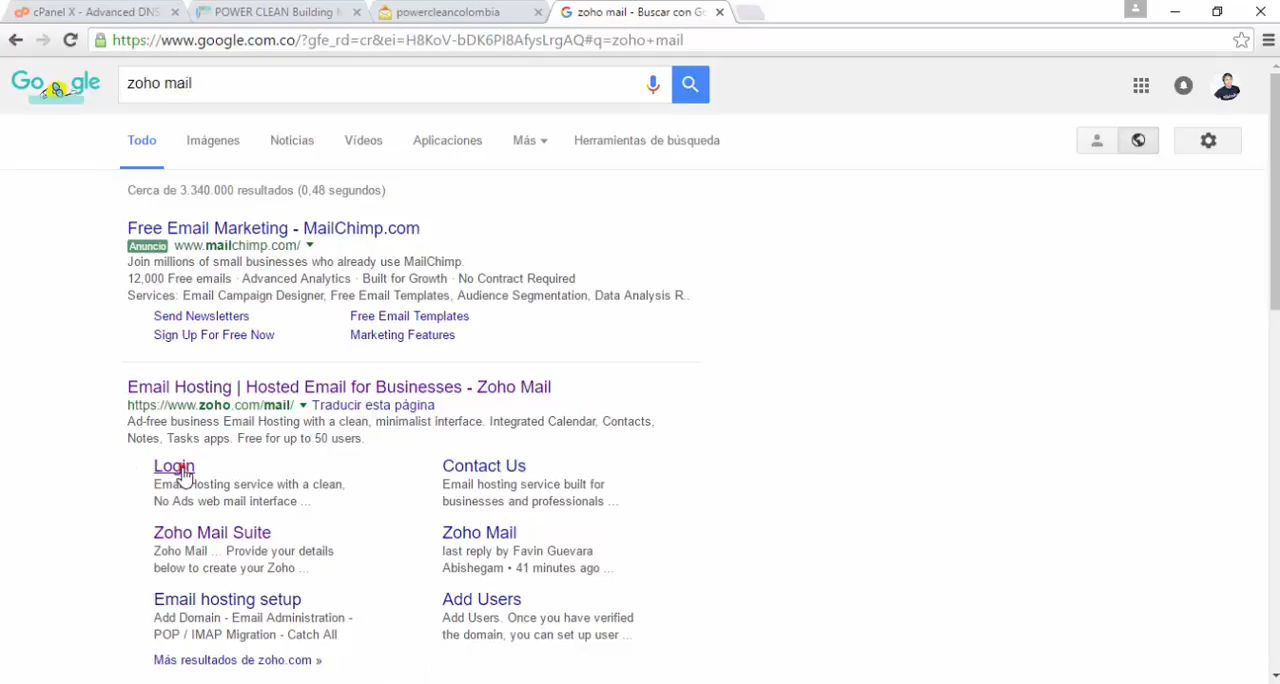 cPanel X - Advanced DNS
POWER CLEAN Building M
powercleancolombia
zoho mail - Buscar con Go
https://www.google.com.co/?gfe_rd=cr&ei=H8KoV-bDK6PI8AfysLrgAQ#q=zoho+mail
Google
zoho mail
Todo
Imágenes
Noticias
Vídeos
Aplicaciones
Más
Herramientas de búsqueda
Cerca de 3.340.000 resultados (0,48 segundos)
Free Email Marketing - MailChimp.com
Anuncio www.mailchimp.com/
Join millions of small businesses who already use MailChimp.
12,000 Free emails · Advanced Analytics · Built for Growth · No Contract Required
Services: Email Campaign Designer, Free Email Templates, Audience Segmentation, Data Analysis R..
Send Newsletters
Free Email Templates
Sign Up For Free Now
Marketing Features
Email Hosting | Hosted Email for Businesses - Zoho Mail
https://www.zoho.com/mail/ Traducir esta página
Ad-free business Email Hosting with a clean, minimalist interface. Integrated Calendar, Contacts,
Notes, Tasks apps. Free for up to 50 users.
Login
Email Hosting service with a clean,
No Ads web mail interface ...
Contact Us
Email hosting service built for
businesses and professionals ...
Zoho Mail Suite
Zoho Mail ... Provide your details
below to create your Zoho ...
Zoho Mail
last reply by Favin Guevara
Abishegam • 41 minutes ago ...
Email hosting setup
Add Domain - Email Administration -
POP / IMAP Migration - Catch All
Add Users
Add Users. Once you have verified
the domain, you can set up user ...
Más resultados de zoho.com »